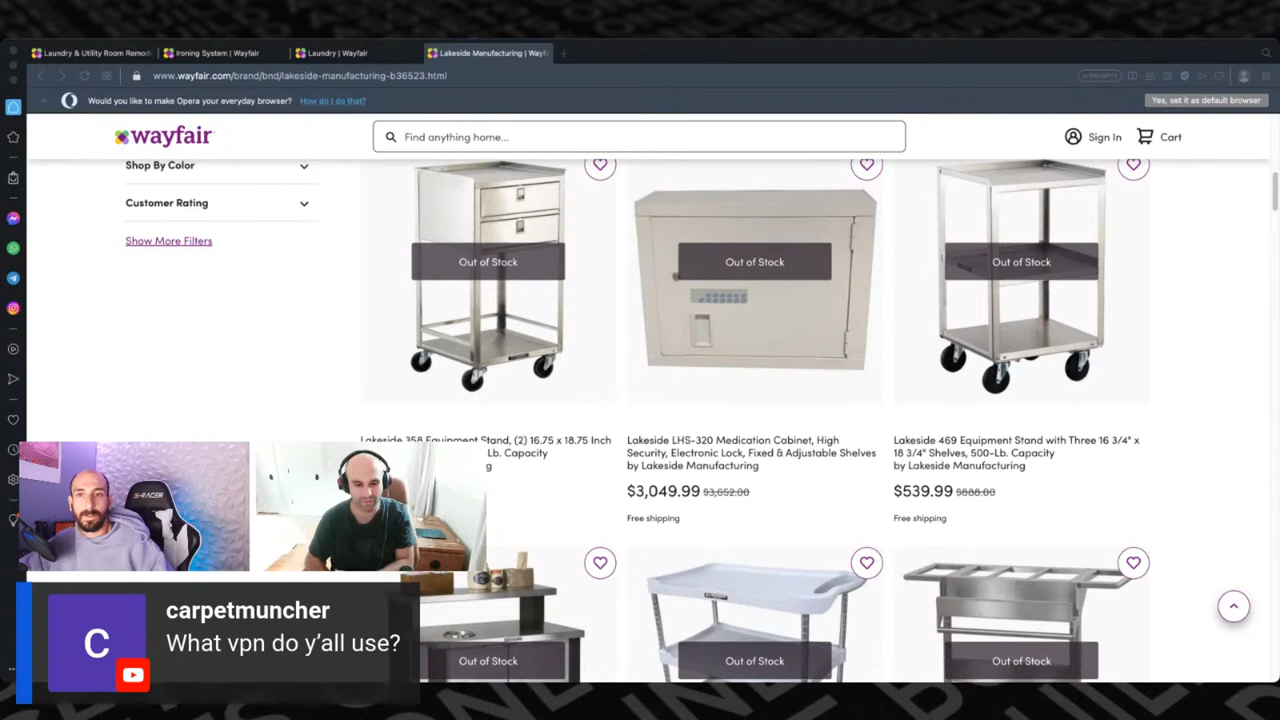 Laundry & Utility Room Remode
Ironing System | Wayfair
Laundry | Wayfair
Lakeside Manufacturing | Wayf
www.wayfair.com/brand/bnd/lakeside-manufacturing-b36523.html
Would you like to make Opera your everyday browser? How do I do that?
Yes, set it as default browser
wayfair
Find anything home...
Sign In
Cart
Shop By Color
Customer Rating
Show More Filters
Out of Stock
Out of Stock
Out of Stock
Lakeside 358 Equipment Stand, (2) 16.75 x 18.75 Inch
Lb. Capacity
g
Lakeside LHS-320 Medication Cabinet, High
Security, Electronic Lock, Fixed & Adjustable Shelves
by Lakeside Manufacturing
$3,049.99 $3,652.00
Free shipping
Lakeside 469 Equipment Stand with Three 16 3/4" x
18 3/4" Shelves, 500-Lb. Capacity
by Lakeside Manufacturing
$539.99 $888.00
Free shipping
S-RACER
Out of Stock
Out of Stock
Out of Stock
C
carpetmuncher
What vpn do y'all use?